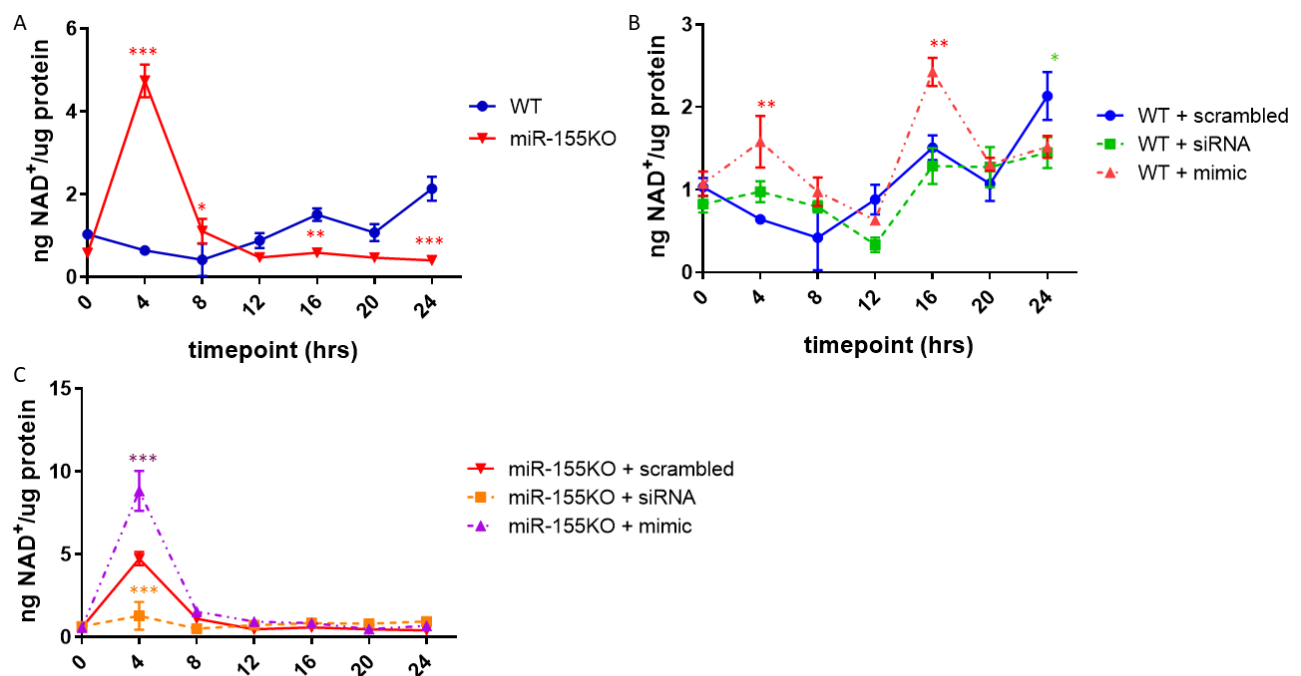 A
6
4
2
0
ng NAD⁺/ug protein
***
*
**
***
0 4 8 12 16 20 24
timepoint (hrs)
WT
miR-155KO
B
3
2
1
0
ng NAD⁺/ug protein
**
**
*
0 4 8 12 16 20 24
timepoint (hrs)
WT + scrambled
WT + siRNA
WT + mimic
C
15
10
5
0
ng NAD⁺/ug protein
***
***
0 4 8 12 16 20 24
miR-155KO + scrambled
miR-155KO + siRNA
miR-155KO + mimic